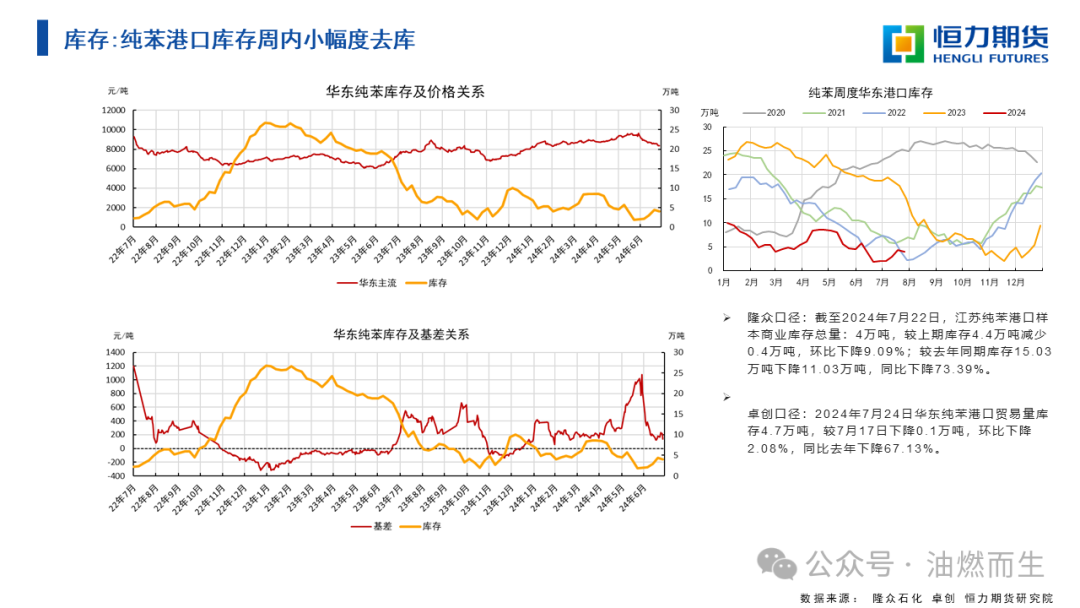 库存:纯苯港口库存周内小幅度去库
恒力期货
HENGLI FUTURES
华东纯苯库存及价格关系
元/吨
万吨
12000
10000
8000
6000
4000
2000
0
30
25
20
15
10
5
0
22年7月 22年8月 22年9月 22年10月 22年11月 22年12月 23年1月 23年2月 23年3月 23年4月 23年5月 23年6月 23年7月 23年8月 23年9月 23年10月 23年11月 23年12月 24年1月 24年2月 24年3月 24年4月 24年5月 24年6月
华东主流 库存
纯苯周度华东港口库存
万吨
2020 2021 2022 2023 2024
30
25
20
15
10
5
0
1月 2月 3月 4月 5月 6月 7月 8月 9月 10月 11月 12月
华东纯苯库存及基差关系
元/吨
万吨
1400
1200
1000
800
600
400
200
0
-200
-400
30
25
20
15
10
5
0
22年7月 22年8月 22年9月 22年10月 22年11月 22年12月 23年1月 23年2月 23年3月 23年4月 23年5月 23年6月 23年7月 23年8月 23年9月 23年10月 23年11月 23年12月 24年1月 24年2月 24年3月 24年4月 24年5月 24年6月
基差 库存
➢ 隆众口径：截至2024年7月22日，江苏纯苯港口样
本商业库存总量：4万吨，较上期库存4.4万吨减少
0.4万吨，环比下降9.09%；较去年同期库存15.03
万吨下降11.03万吨，同比下降73.39%。
➢
卓创口径：2024年7月24日华东纯苯港口贸易量库
存4.7万吨，较7月17日下降0.1万吨，环比下降
2.08%，同比去年下降67.13%。
公众号 · 油燃而生
数据来源： 隆众石化 卓创 恒力期货研究院